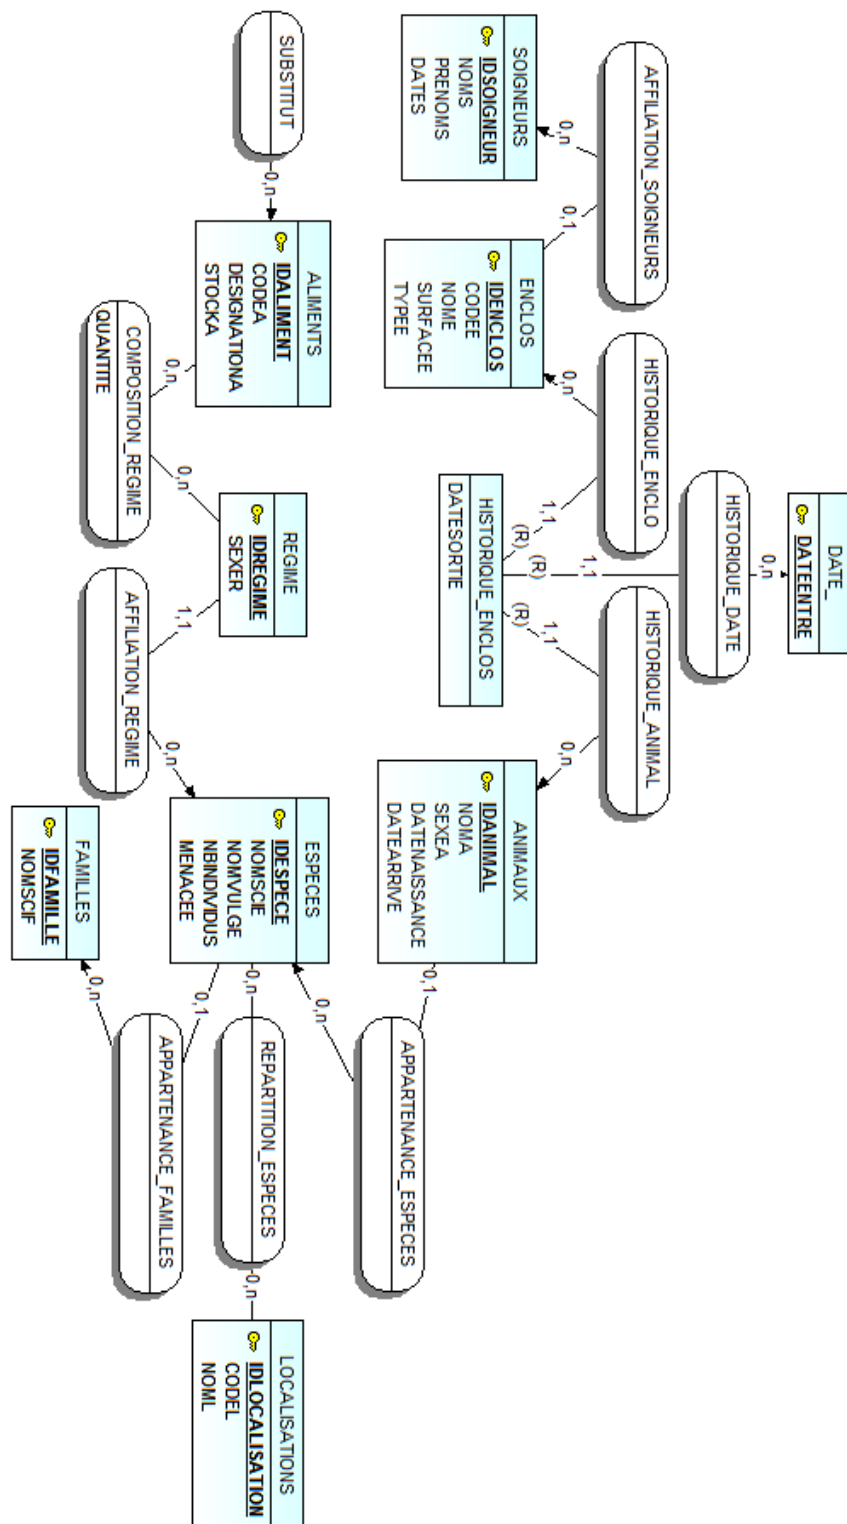 DATE_
DATEENTRE
0,n
HISTORIQUE_DATE
1,1
(R)
AFFILIATION_SOIGNEURS
0,n
0,1
HISTORIQUE_ENCLO
0,n
1,1
(R)
HISTORIQUE_ANIMAL
1,1
(R)
0,n
SOIGNEURS
IDSOIGNEUR
NOMS
PRENOMS
DATES
ENCLOS
IDENCLOS
CODEE
NOME
SURFACEE
TYPEE
HISTORIQUE_ENCLOS
DATESORTIE
ANIMAUX
IDANIMAL
NOMA
SEXEA
DATENAISSANCE
DATEARRIVE
0,1
APPARTENANCE_ESPECES
0,n
SUBSTITUT
0,n
ALIMENTS
IDALIMENT
CODEA
DESIGNATIONA
STOCKA
0,n
COMPOSITION_REGIME
QUANTITE
0,n
REGIME
IDREGIME
SEXER
1,1
AFFILIATION_REGIME
0,n
ESPECES
IDESPECE
NOMSCIE
NOMVULGE
NBINDIVIDUS
MENACEE
0,n
REPARTITION_ESPECES
0,n
LOCALISATIONS
IDLOCALISATION
CODEL
NOML
0,1
APPARTENANCE_FAMILLES
0,n
FAMILLES
IDFAMILLE
NOMSCIF